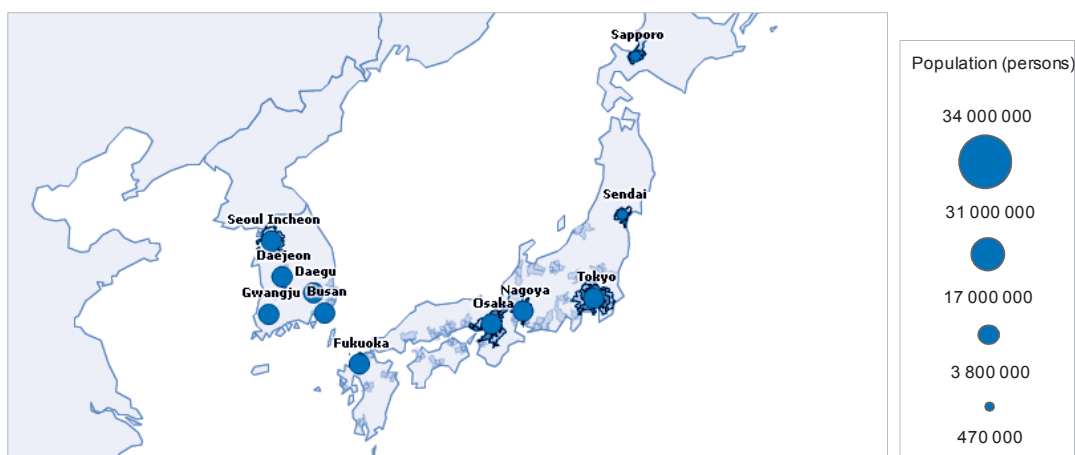 Sapporo
Sendai
Seoul Incheon
Daejeon
Daegu
Gwangju
Busan
Tokyo
Nagoya
Osaka
Fukuoka
Population (persons)
34 000 000
31 000 000
17 000 000
3 800 000
470 000